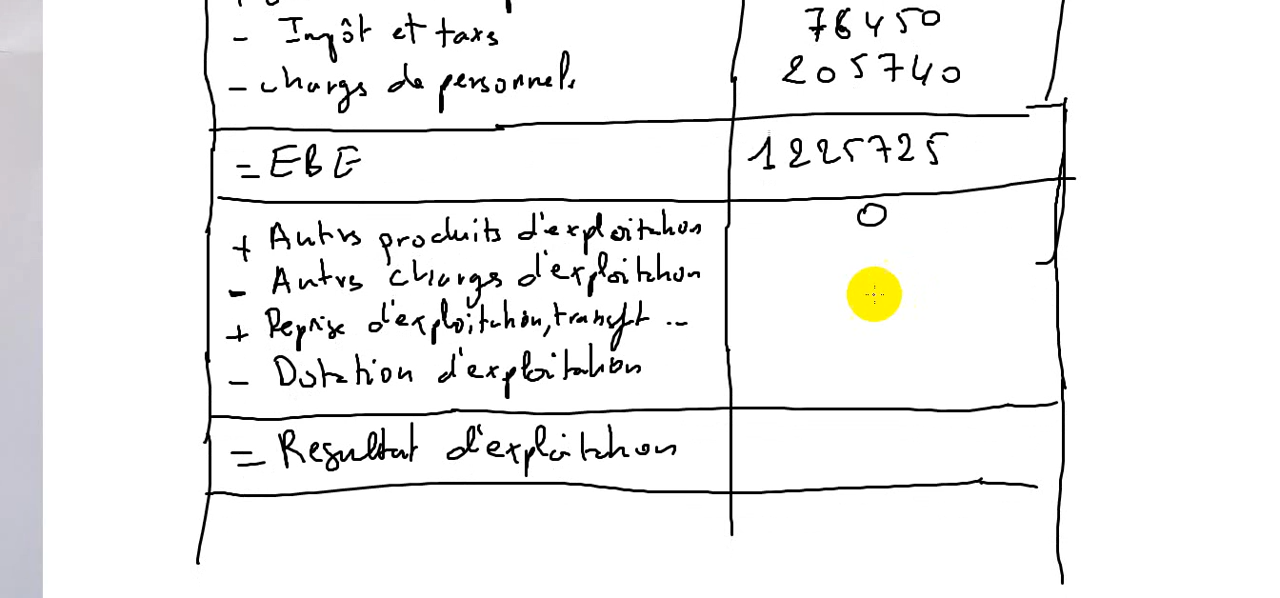 - Impôt et taxs 76450
- chargs de personnels 205740
= EBE 1225725
+ Autrs produits d'exploitation 0
- Autrs chargs d'exploitation
+ Reprise d'exploitation, transft ...
- Dotation d'exploitation
= Resultat d'exploitation